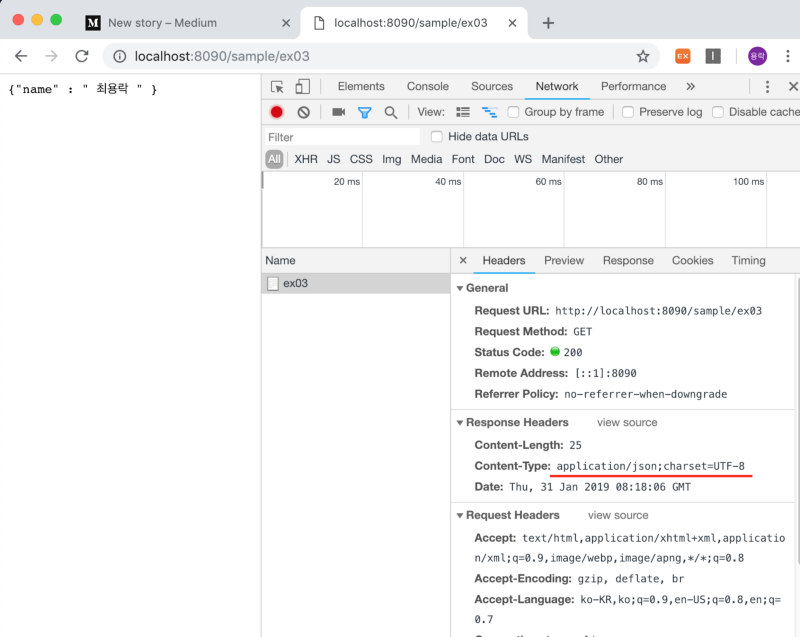 New story – Medium
localhost:8090/sample/ex03
localhost:8090/sample/ex03
EX
용락
{"name" : " 최용락 " }
Elements Console Sources Network Performance »
View: Group by frame Preserve log Disable cache
Filter Hide data URLs
All XHR JS CSS Img Media Font Doc WS Manifest Other
20 ms 40 ms 60 ms 80 ms 100 ms
Name
ex03
× Headers Preview Response Cookies Timing
General
Request URL: http://localhost:8090/sample/ex03
Request Method: GET
Status Code: 200
Remote Address: [::1]:8090
Referrer Policy: no-referrer-when-downgrade
Response Headers view source
Content-Length: 25
Content-Type: application/json;charset=UTF-8
Date: Thu, 31 Jan 2019 08:18:06 GMT
Request Headers view source
Accept: text/html,application/xhtml+xml,applicatio
n/xml;q=0.9,image/webp,image/apng,*/*;q=0.8
Accept-Encoding: gzip, deflate, br
Accept-Language: ko-KR,ko;q=0.9,en-US;q=0.8,en;q=
0.7